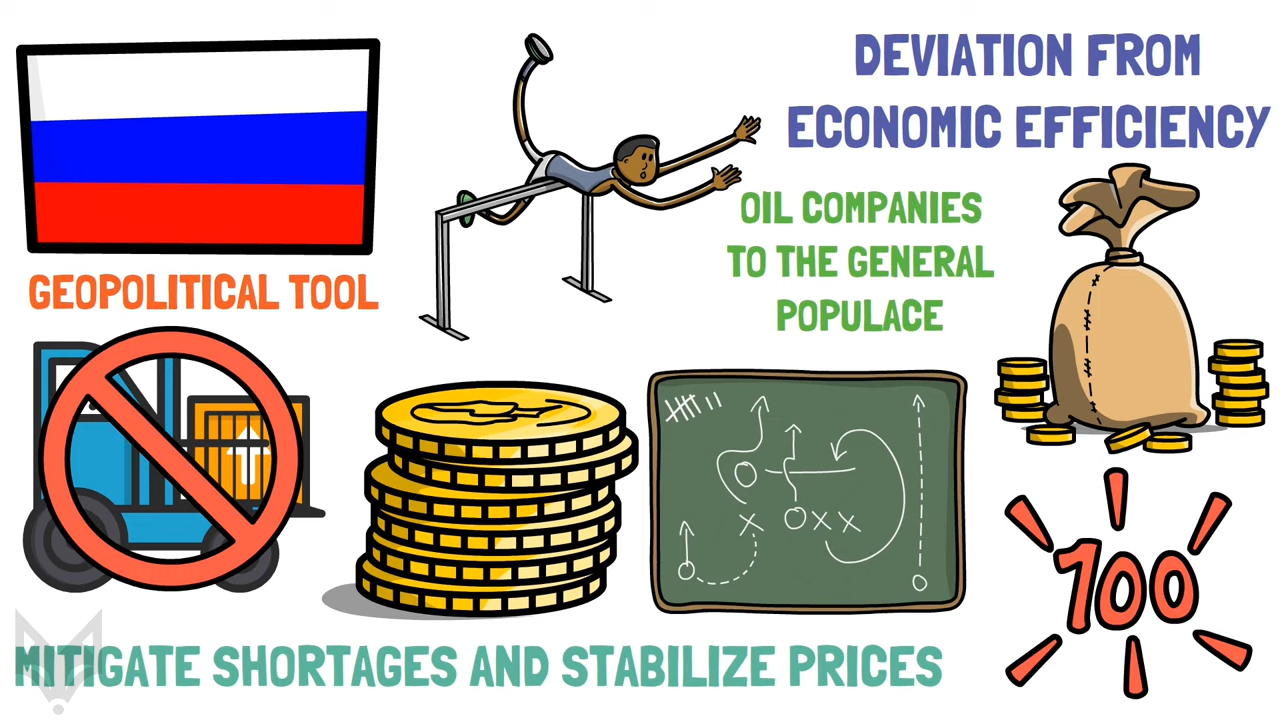 DEVIATION FROM
ECONOMIC EFFICIENCY
OIL COMPANIES
TO THE GENERAL
POPULACE
GEOPOLITICAL TOOL
100
MITIGATE SHORTAGES AND STABILIZE PRICES